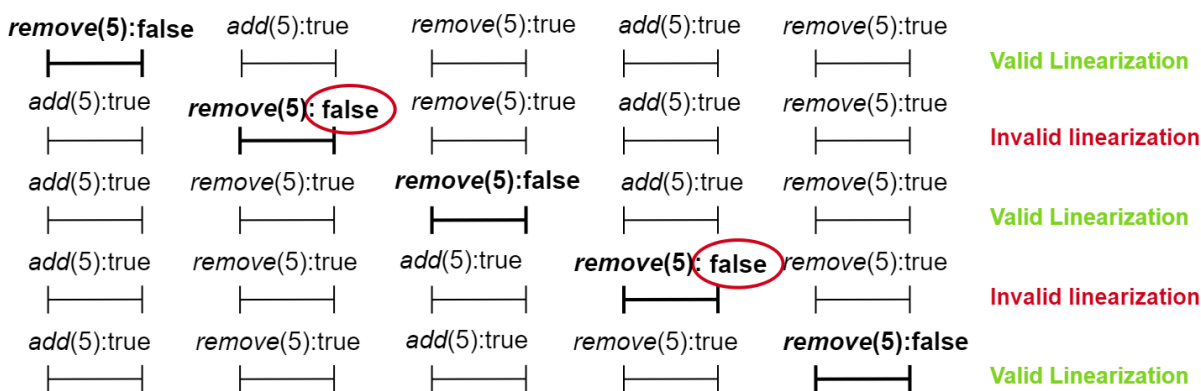 remove(5):false add(5):true remove(5):true add(5):true remove(5):true
Valid Linearization
add(5):true remove(5): false remove(5):true add(5):true remove(5):true
Invalid linearization
add(5):true remove(5):true remove(5):false add(5):true remove(5):true
Valid Linearization
add(5):true remove(5):true add(5):true remove(5): false remove(5):true
Invalid linearization
add(5):true remove(5):true add(5):true remove(5):true remove(5):false
Valid Linearization